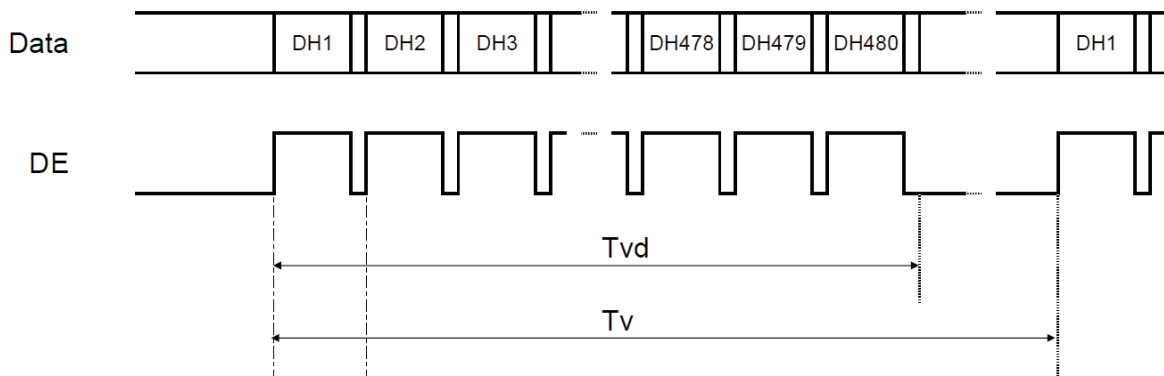 Data DH1 DH2 DH3 DH478 DH479 DH480 DH1
DE
Tvd
Tv